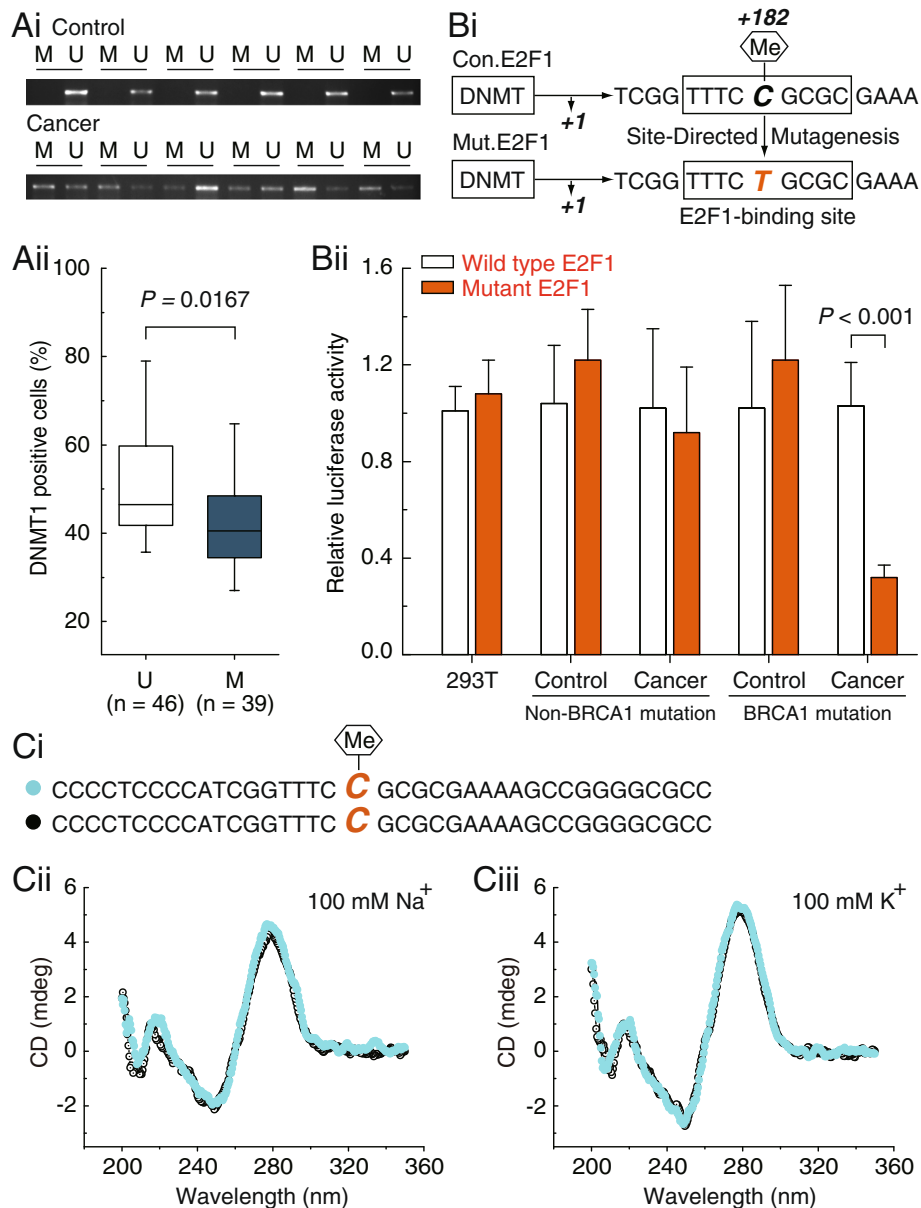 Ai
Control
M U M U M U M U M U M U
Cancer
M U M U M U M U M U M U
Bi
+182
Me
Con.E2F1
DNMT
+1
TCGG TTTC C GCGC GAAA
Site-Directed Mutagenesis
Mut.E2F1
DNMT
+1
TCGG TTTC T GCGC GAAA
E2F1-binding site
Aii
DNMT1 positive cells (%)
100
80
60
40
20
P = 0.0167
U M
(n = 46) (n = 39)
Bii
Relative luciferase activity
1.6
1.2
0.8
0.4
0.0
Wild type E2F1
Mutant E2F1
P < 0.001
293T Control Cancer Control Cancer
Non-BRCA1 mutation BRCA1 mutation
Ci
Me
CCCCTCCCCATCGGTTTC C GCGCGAAAAGCCGGGGCGCC
CCCCTCCCCATCGGTTTC C GCGCGAAAAGCCGGGGCGCC
Cii
100 mM Na+
CD (mdeg)
6
4
2
0
-2
200 240 280 320 360
Wavelength (nm)
Ciii
100 mM K+
CD (mdeg)
6
4
2
0
-2
200 240 280 320 360
Wavelength (nm)